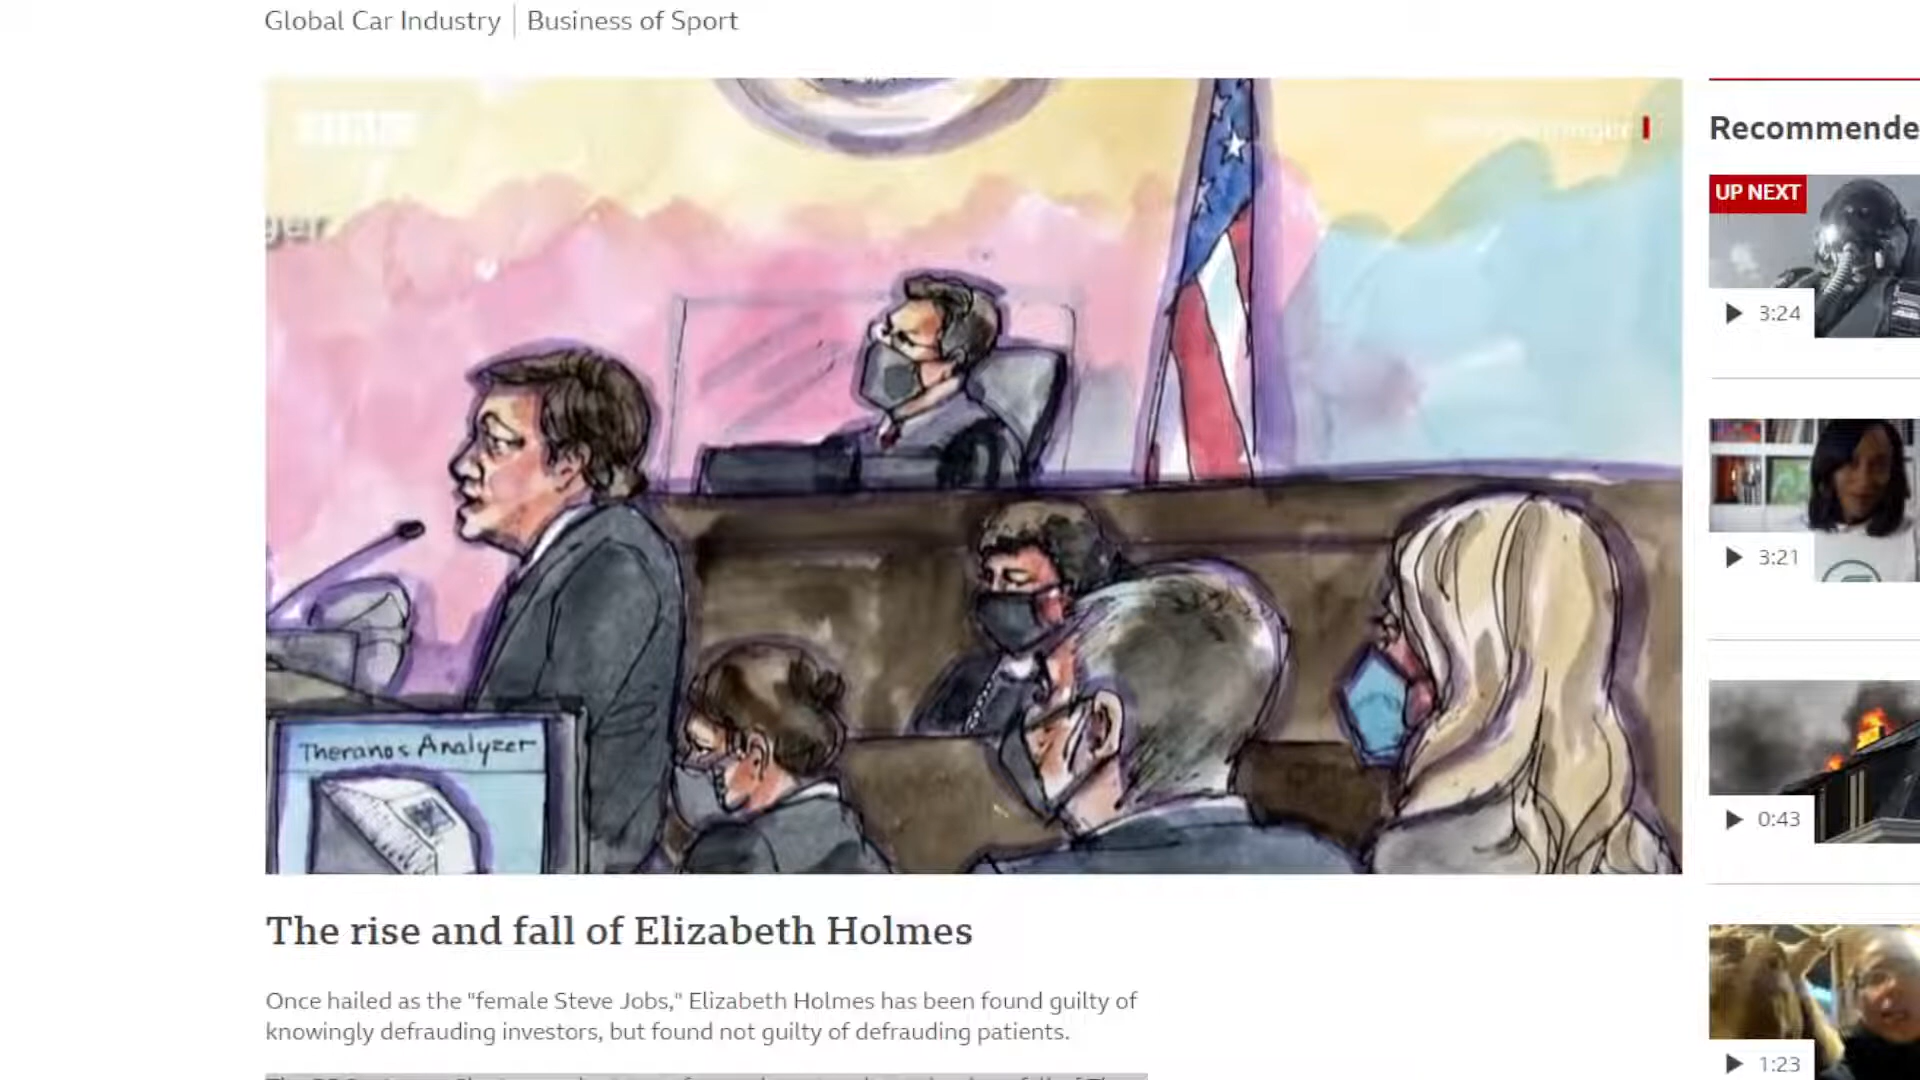 Global Car Industry | Business of Sport
ger
Theranos Analyzer
The rise and fall of Elizabeth Holmes
Once hailed as the "female Steve Jobs," Elizabeth Holmes has been found guilty of
knowingly defrauding investors, but found not guilty of defrauding patients.
Recommende
UP NEXT
3:24
3:21
0:43
1:23